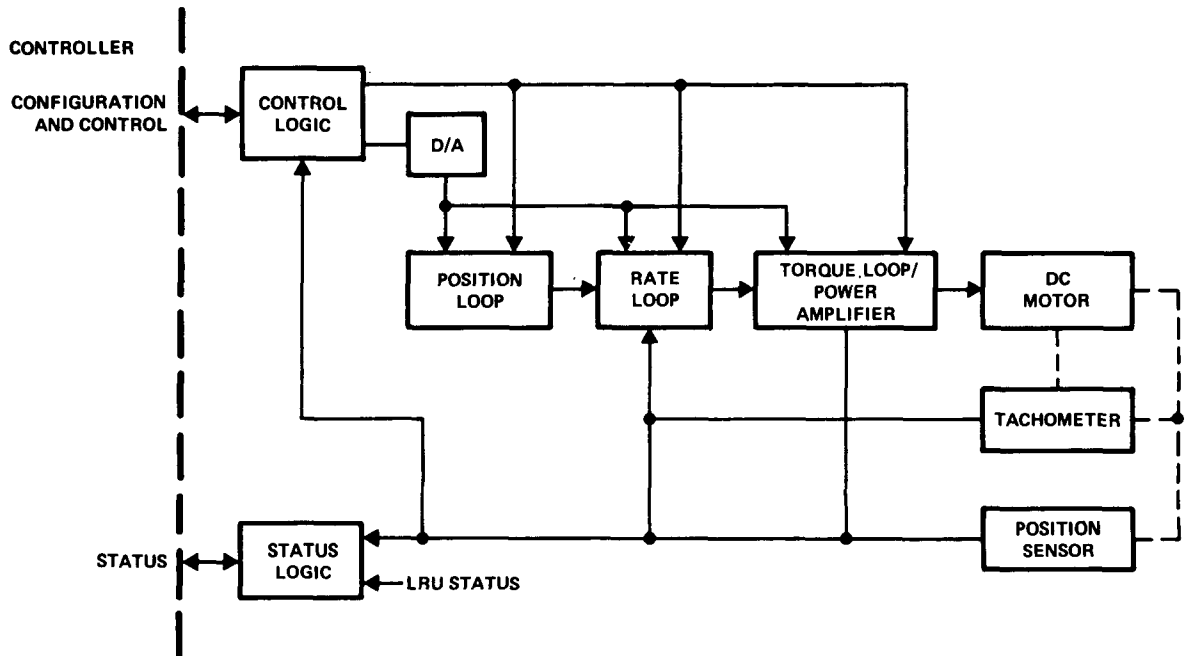 CONTROLLER
CONFIGURATION
AND CONTROL
CONTROL
LOGIC
D/A
POSITION
LOOP
RATE
LOOP
TORQUE LOOP/
POWER
AMPLIFIER
DC
MOTOR
TACHOMETER
POSITION
SENSOR
STATUS
STATUS
LOGIC
LRU STATUS